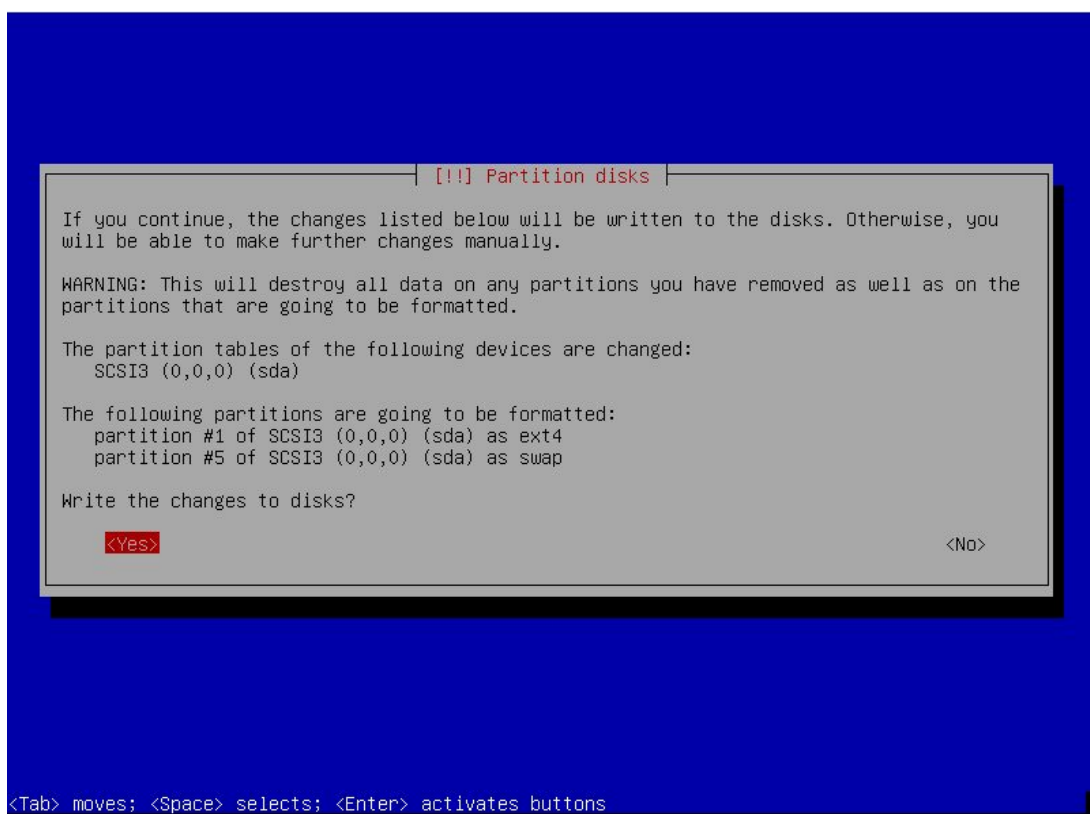 [!!] Partition disks
If you continue, the changes listed below will be written to the disks. Otherwise, you
will be able to make further changes manually.
WARNING: This will destroy all data on any partitions you have removed as well as on the
partitions that are going to be formatted.
The partition tables of the following devices are changed:
SCSI3 (0,0,0) (sda)
The following partitions are going to be formatted:
partition #1 of SCSI3 (0,0,0) (sda) as ext4
partition #5 of SCSI3 (0,0,0) (sda) as swap
Write the changes to disks?
<Yes> <No>
<Tab> moves; <Space> selects; <Enter> activates buttons